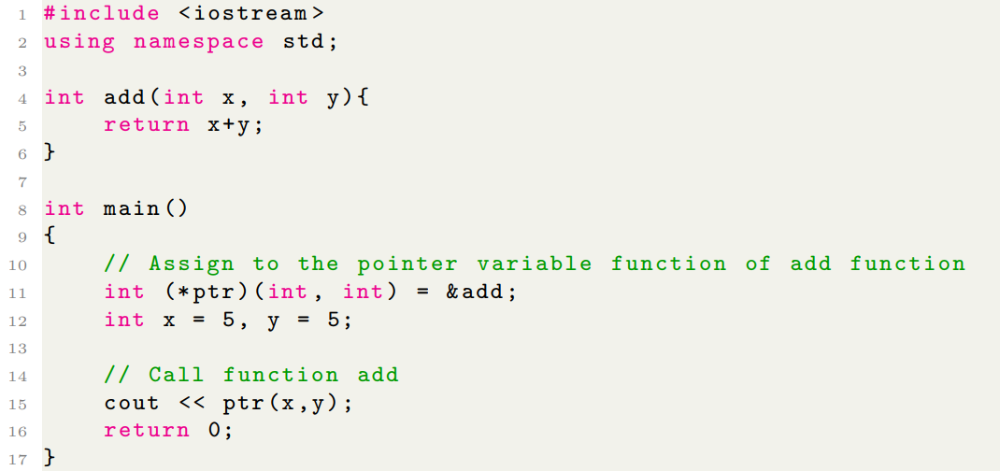 1 #include <iostream>
2 using namespace std;
3
4 int add(int x, int y){
5     return x+y;
6 }
7
8 int main()
9 {
10     // Assign to the pointer variable function of add function
11     int (*ptr)(int, int) = &add;
12     int x = 5, y = 5;
13
14     // Call function add
15     cout << ptr(x,y);
16     return 0;
17 }